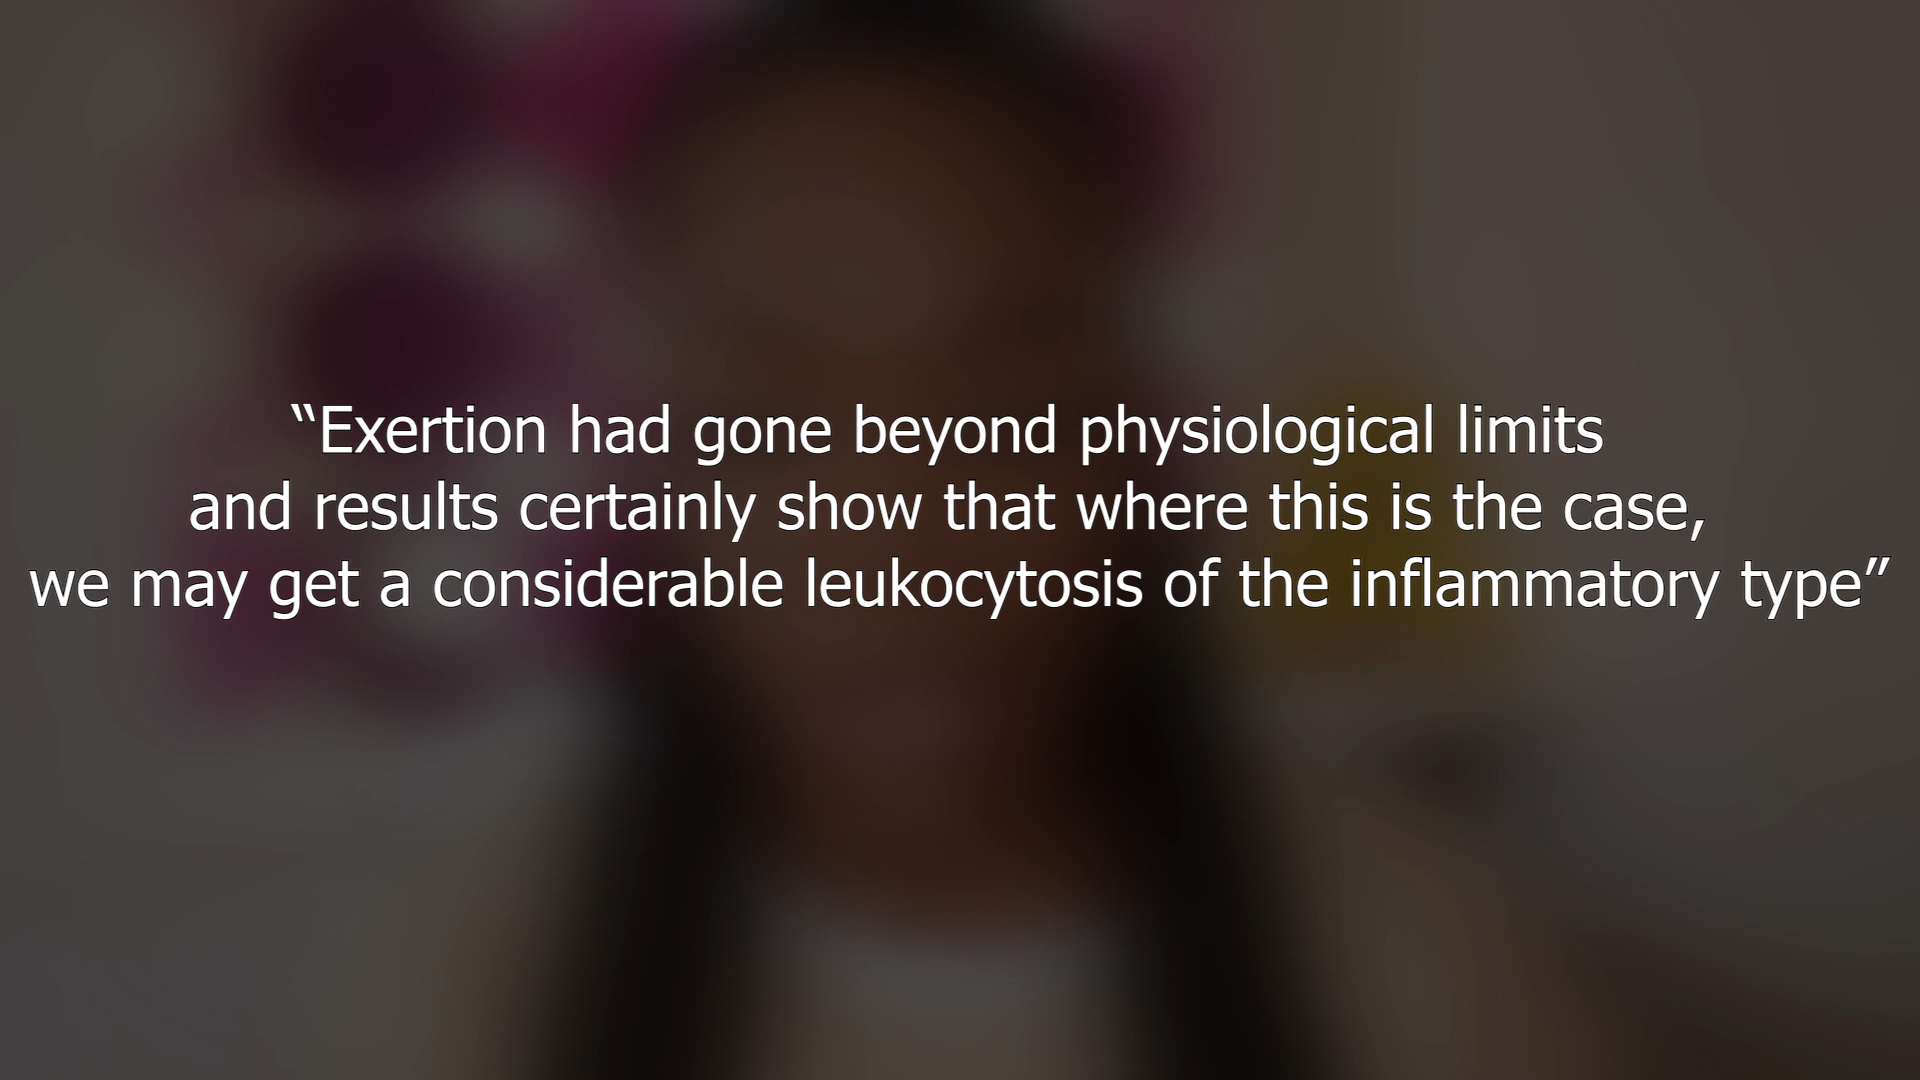 “Exertion had gone beyond physiological limits
and results certainly show that where this is the case,
we may get a considerable leukocytosis of the inflammatory type”